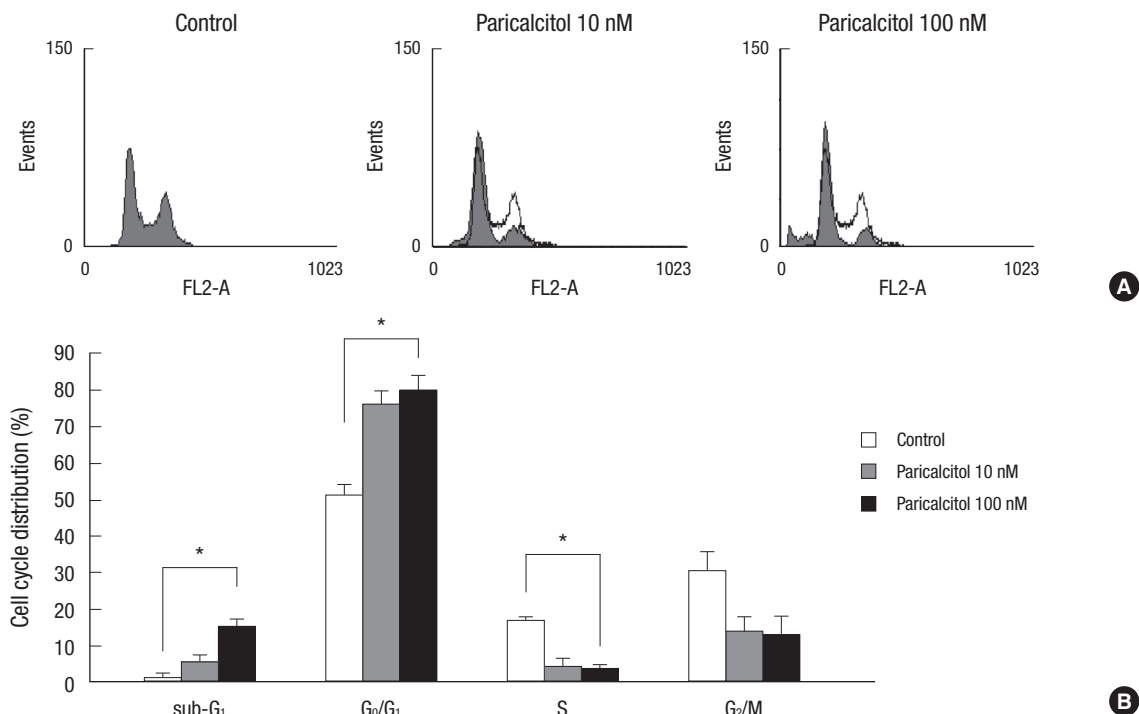 Control
150
Events
0
0
1023
FL2-A
Paricalcitol 10 nM
150
Events
0
0
1023
FL2-A
Paricalcitol 100 nM
150
Events
0
0
1023
FL2-A
A
Cell cycle distribution (%)
90
80
70
60
50
40
30
20
10
0
*
*
*
sub-G₁
G₀/G₁
S
G₂/M
Control
Paricalcitol 10 nM
Paricalcitol 100 nM
B